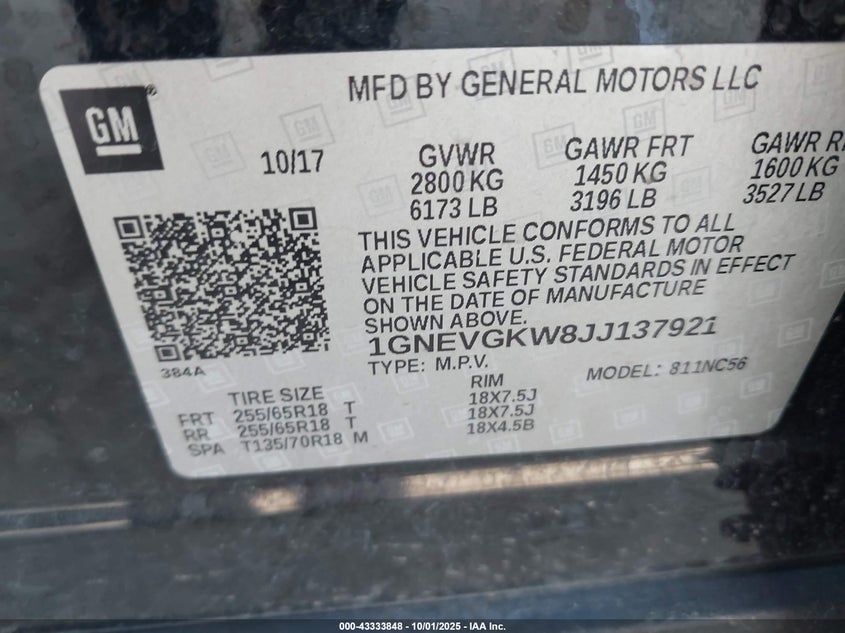 GM®
MFD BY GENERAL MOTORS LLC
10/17
GVWR
2800 KG
6173 LB
GAWR FRT
1450 KG
3196 LB
GAWR
1600 KG
3527 LB
THIS VEHICLE CONFORMS TO ALL
APPLICABLE U.S. FEDERAL MOTOR
VEHICLE SAFETY STANDARDS IN EFFECT
ON THE DATE OF MANUFACTURE
SHOWN ABOVE.
1GNEVGKW8JJ137921
TYPE: M.P.V.
MODEL: 811NC56
384A
TIRE SIZE
RIM
FRT 255/65R18 T 18X7.5J
RR 255/65R18 T 18X7.5J
SPA T135/70R18 M 18X4.5B
000-43333848 - 10/01/2025 - IAA Inc.